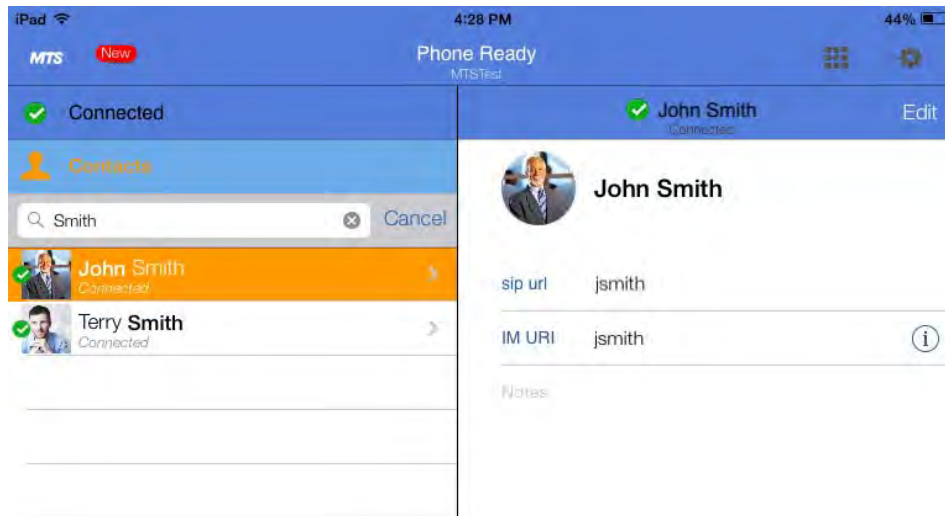 iPad 4:28 PM 44%
MTS New Phone Ready
MTSTest
Connected
Contacts
Smith Cancel
John Smith
Connected
Terry Smith
Connected
John Smith Edit
Connected
John Smith
sip url jsmith
IM URI jsmith
Notes